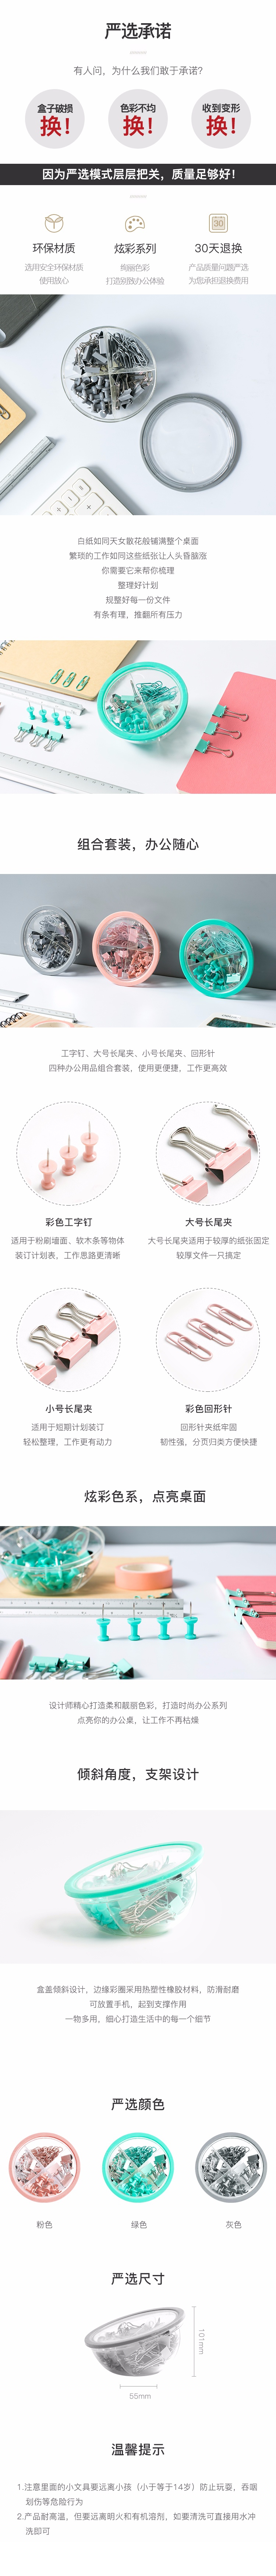 严选承诺
有人问，为什么我们敢于承诺?
盒子破损
换!
色彩不均
换!
收到变形
换!
因为严选模式层层把关，质量足够好!
30
环保材质
炫彩系列
30天退换
选用安全环保材质
使用放心
绚丽色彩
打造别致办公体验
产品质量问题严选
为您承担退换费用
白纸如同天女散花般铺满整个桌面
繁琐的工作如同这些纸张让人头昏脑涨
你需要它来帮你梳理
整理好计划
规整好每一份文件
有条有理，推翻所有压力
组合套装，办公随心
工字钉、大号长尾夹、小号长尾夹、回形针
四种办公用品组合套装，使用更便捷，工作更高效
彩色工字钉
适用于粉刷墙面、软木条等物体
装订计划表，工作思路更清晰
大号长尾夹
大号长尾夹适用于较厚的纸张固定
较厚文件一只搞定
小号长尾夹
适用于短期计划装订
轻松整理，工作更有动力
彩色回形针
回形针夹纸牢固
韧性强，分页归类方便快捷
炫彩色系，点亮桌面
设计师精心打造柔和靓丽色彩，打造时尚办公系列
点亮你的办公桌，让工作不再枯燥
倾斜角度，支架设计
盒盖倾斜设计，边缘彩圈采用热塑性橡胶材料，防滑耐磨
可放置手机，起到支撑作用
一物多用，细心打造生活中的每一个细节
严选颜色
粉色
绿色
灰色
严选尺寸
101mm
55mm
温馨提示
1.注意里面的小文具要远离小孩（小于等于14岁）防止玩耍，吞咽
划伤等危险行为
2.产品耐高温，但要远离明火和有机溶剂，如要清洗可直接用水冲
洗即可